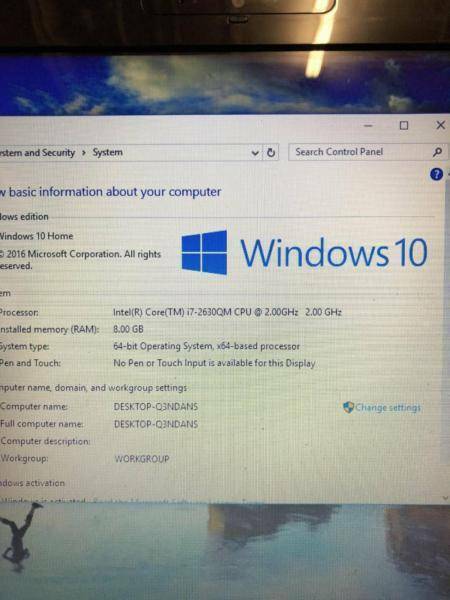 ystem and Security › System
Search Control Panel
w basic information about your computer
dows edition
Windows 10 Home
© 2016 Microsoft Corporation. All rights
reserved.
Windows 10
em
Processor: Intel(R) Core(TM) i7-2630QM CPU @ 2.00GHz 2.00 GHz
nstalled memory (RAM): 8.00 GB
System type: 64-bit Operating System, x64-based processor
Pen and Touch: No Pen or Touch Input is available for this Display
mputer name, domain, and workgroup settings
Computer name: DESKTOP-Q3NDANS
Change settings
Full computer name: DESKTOP-Q3NDANS
Computer description:
Workgroup: WORKGROUP
ndows activation